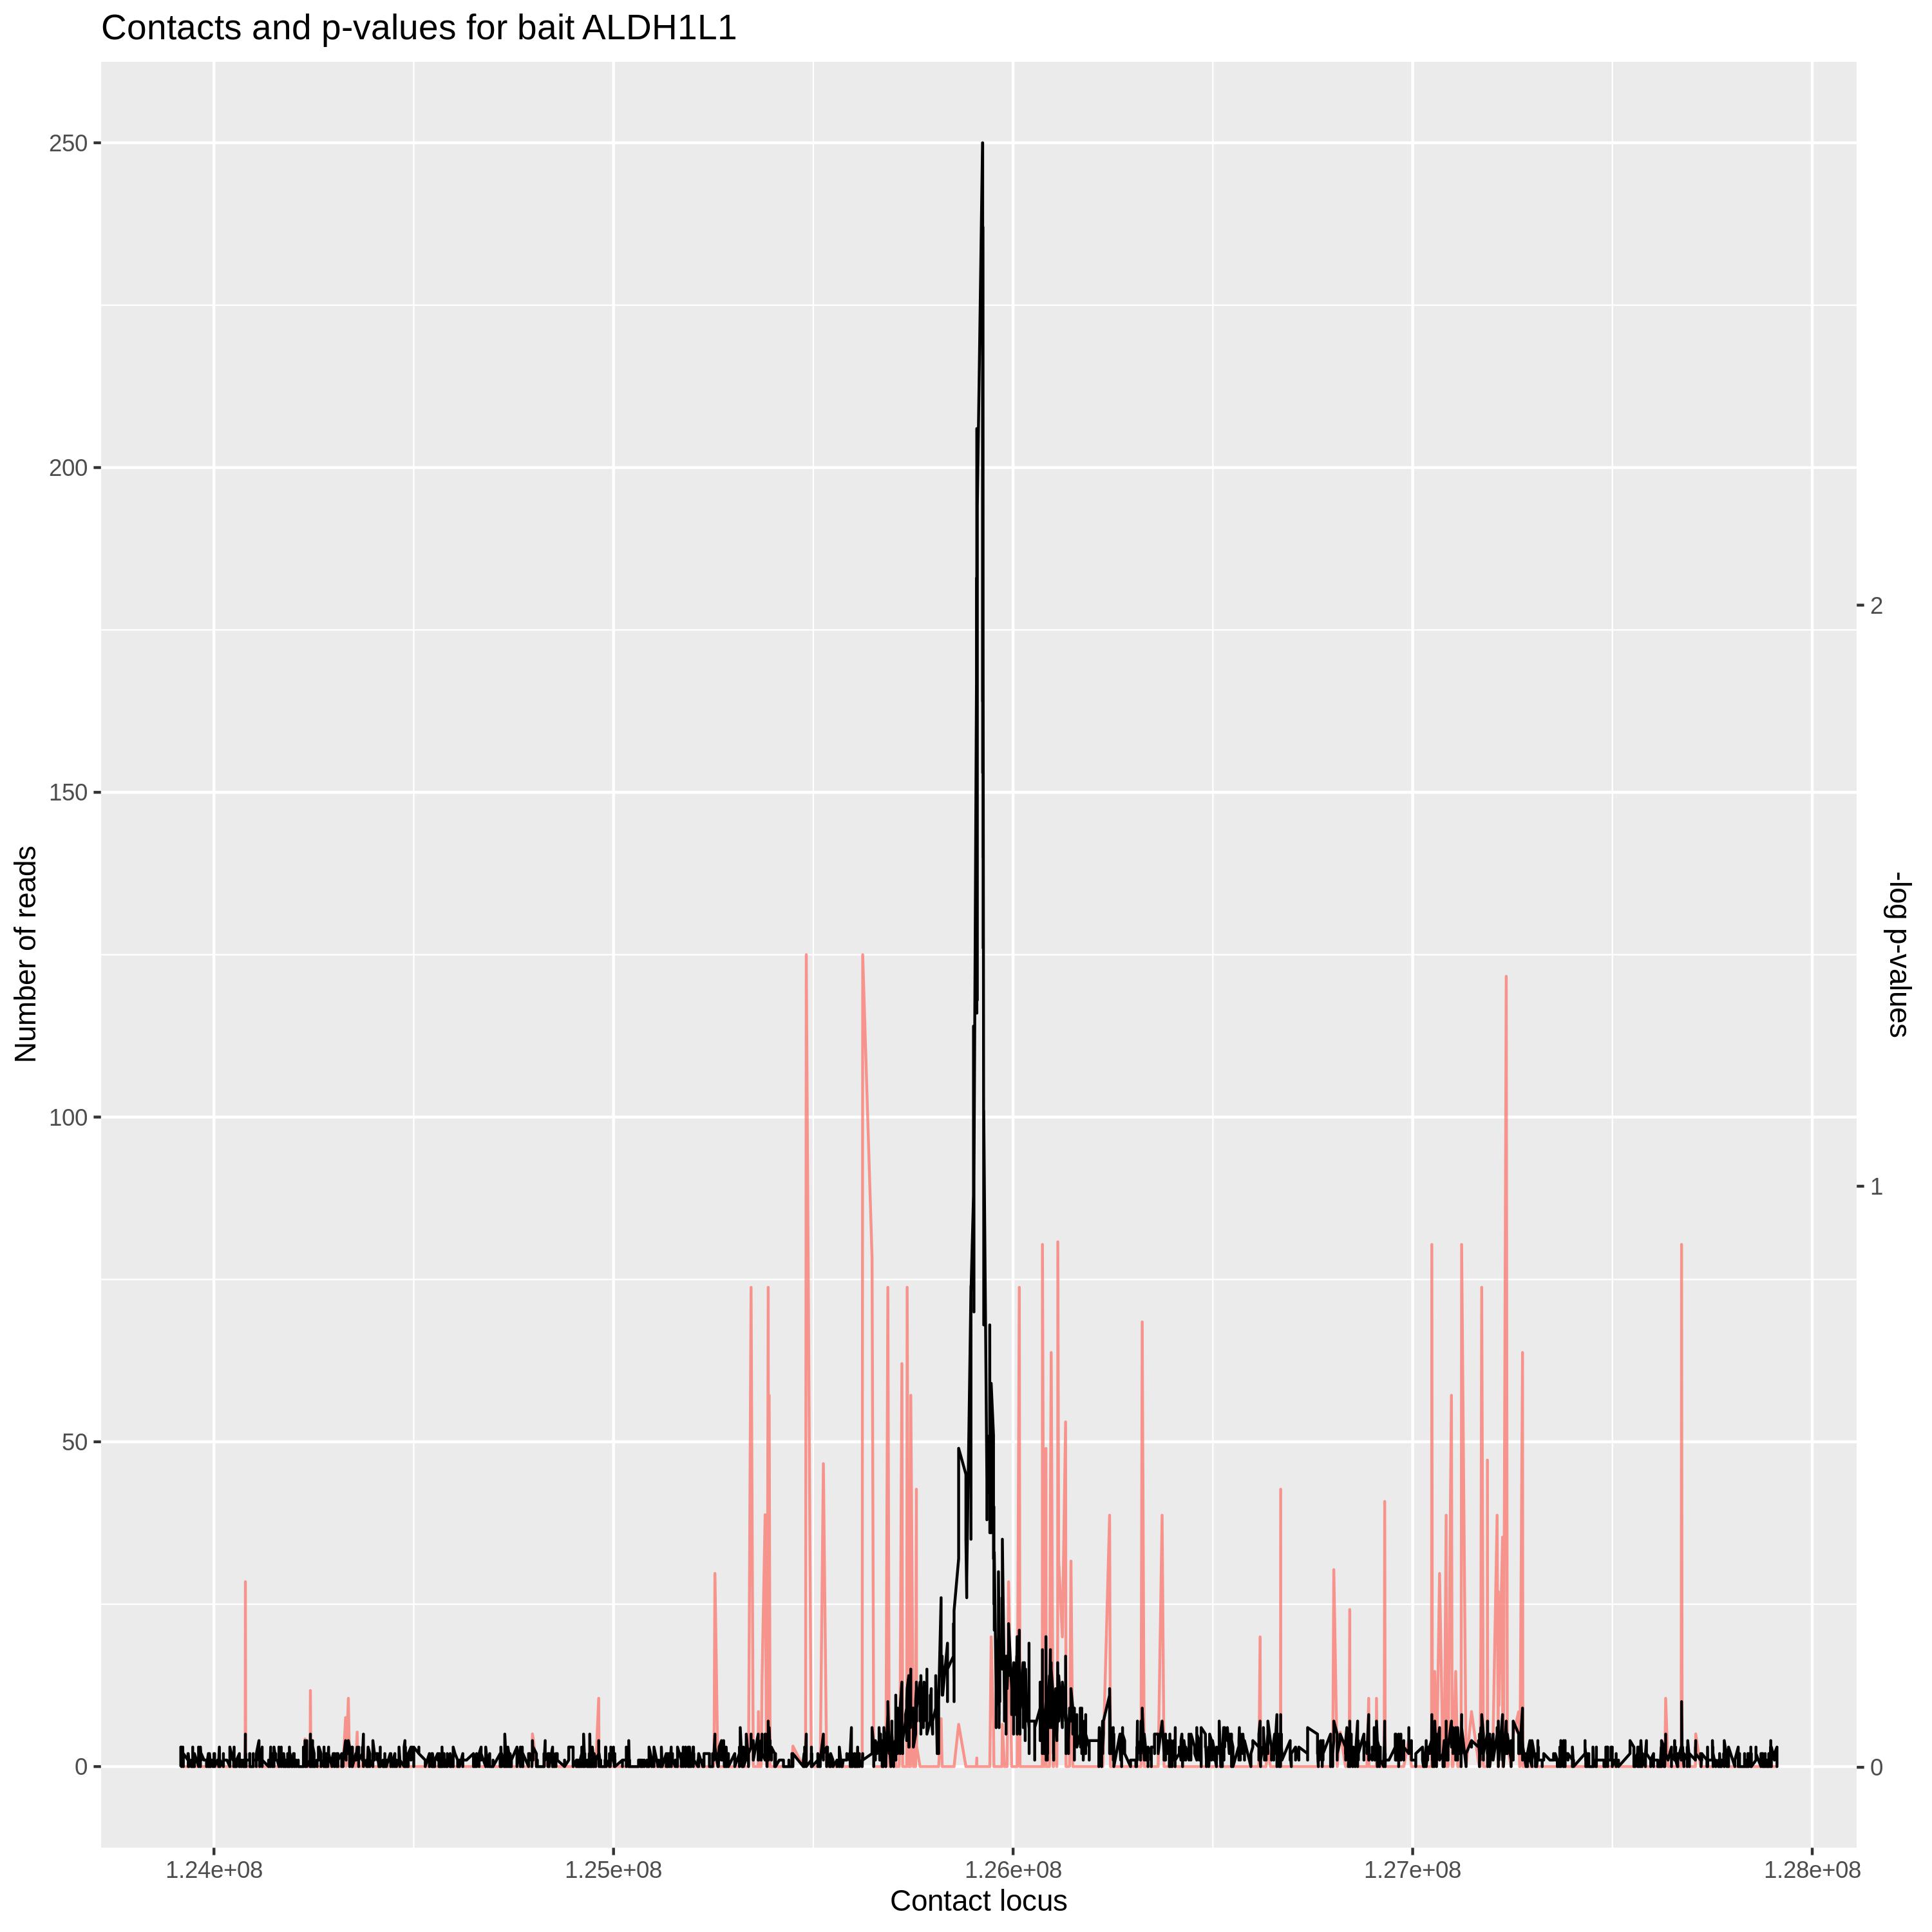 Contacts and p-values for bait ALDH1L1
250
200
150
100
50
0
Number of reads
2
1
0
-log p-values
1.24e+08
1.25e+08
1.26e+08
1.27e+08
1.28e+08
Contact locus